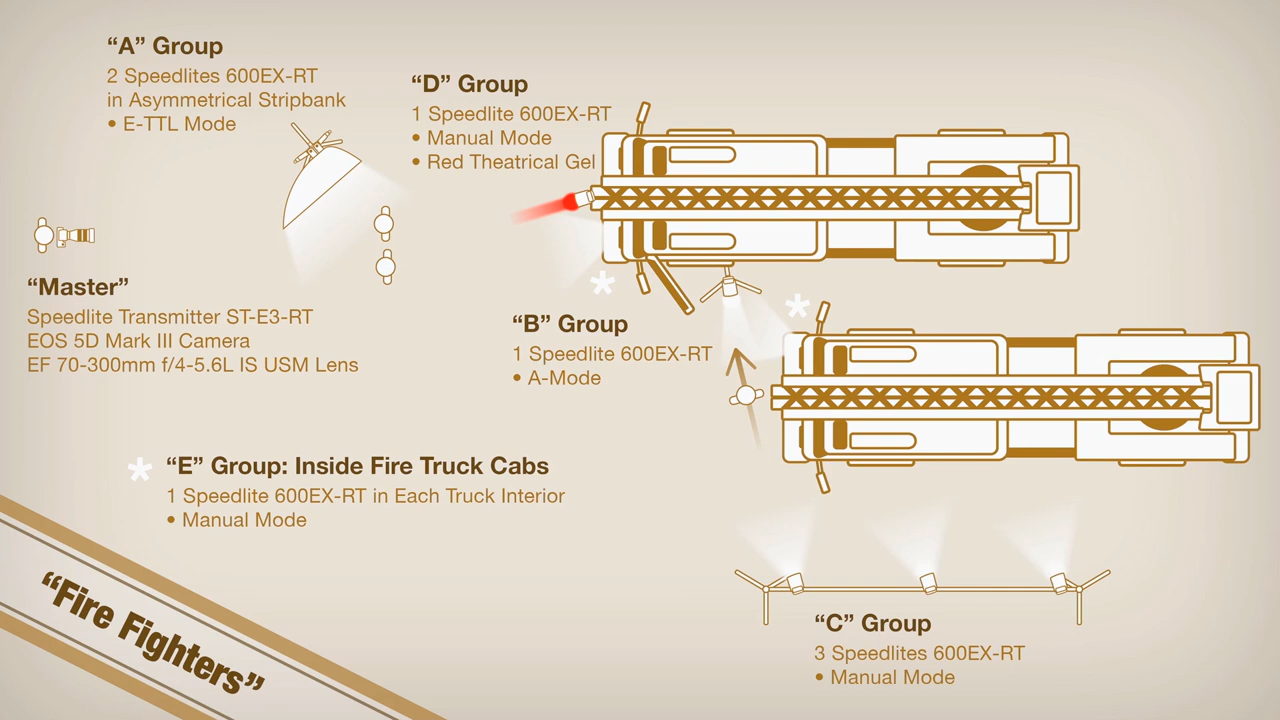 “A” Group
2 Speedlites 600EX-RT
in Asymmetrical Stripbank
• E-TTL Mode
“D” Group
1 Speedlite 600EX-RT
• Manual Mode
• Red Theatrical Gel
“Master”
Speedlite Transmitter ST-E3-RT
EOS 5D Mark III Camera
EF 70-300mm f/4-5.6L IS USM Lens
“B” Group
1 Speedlite 600EX-RT
• A-Mode
* “E” Group: Inside Fire Truck Cabs
1 Speedlite 600EX-RT in Each Truck Interior
• Manual Mode
“C” Group
3 Speedlites 600EX-RT
• Manual Mode
“Fire Fighters”